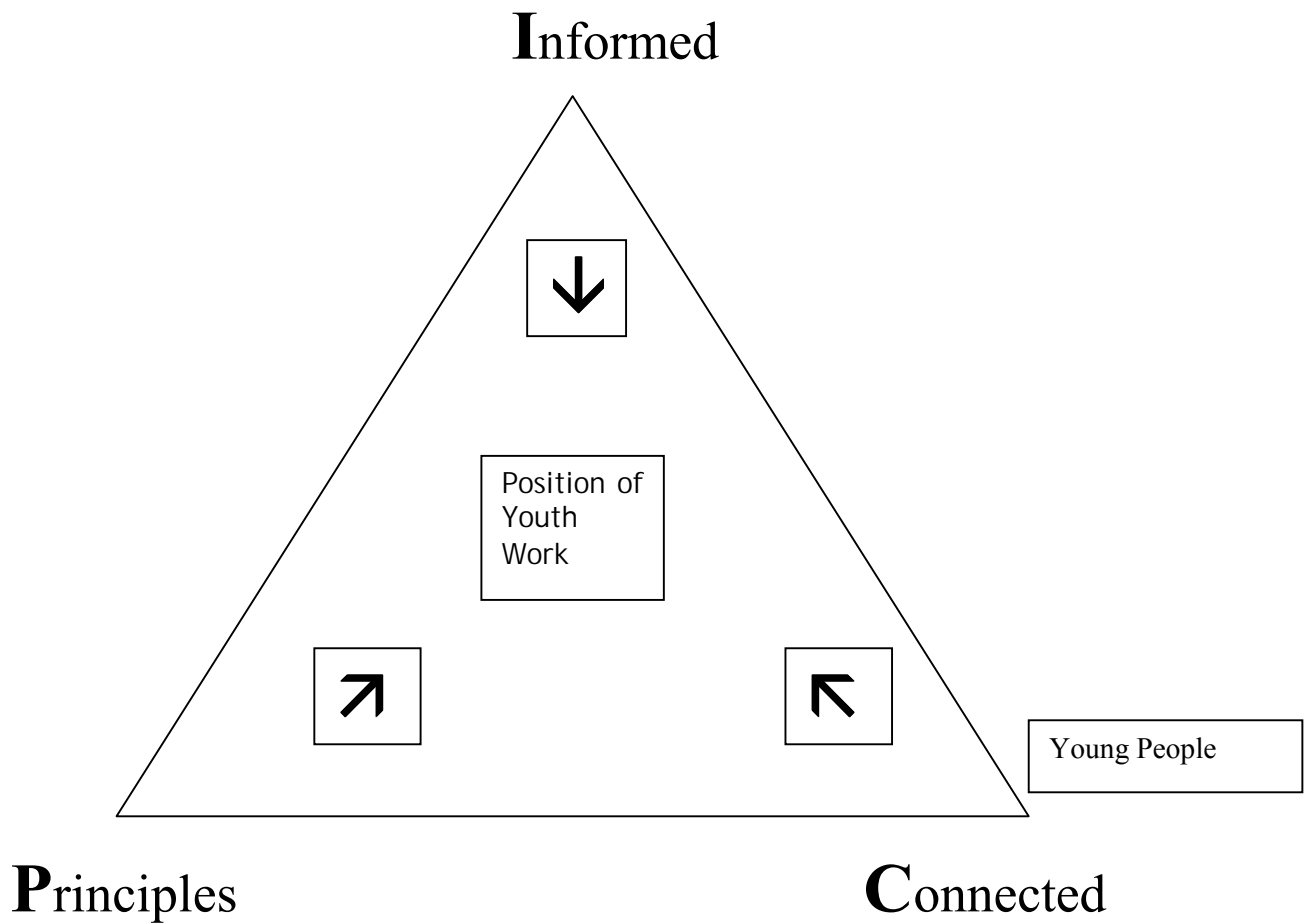 Informed
Position of
Youth
Work
Young People
Principles
Connected